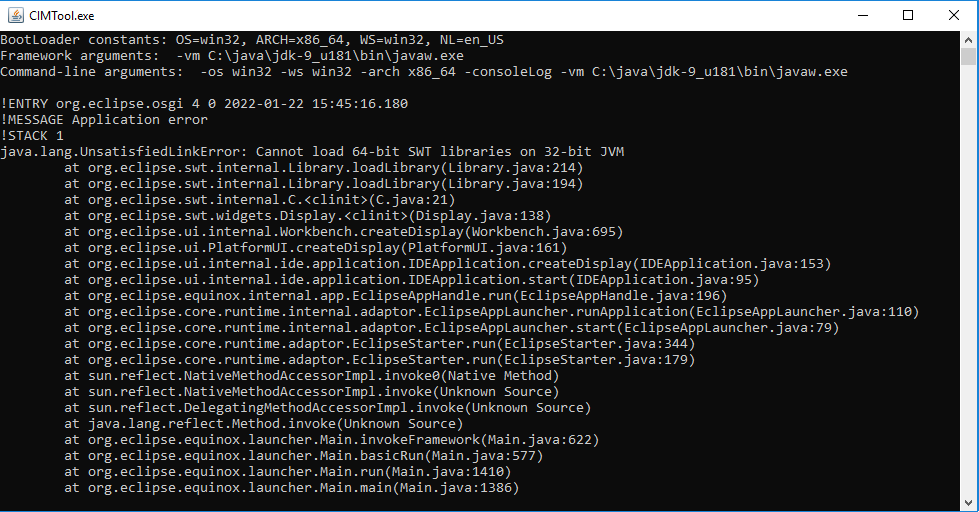 CIMTool.exe
BootLoader constants: OS=win32, ARCH=x86_64, WS=win32, NL=en_US
Framework arguments:  -vm C:\java\jdk-9_u181\bin\javaw.exe
Command-line arguments:  -os win32 -ws win32 -arch x86_64 -consoleLog -vm C:\java\jdk-9_u181\bin\javaw.exe
!ENTRY org.eclipse.osgi 4 0 2022-01-22 15:45:16.180
!MESSAGE Application error
!STACK 1
java.lang.UnsatisfiedLinkError: Cannot load 64-bit SWT libraries on 32-bit JVM
at org.eclipse.swt.internal.Library.loadLibrary(Library.java:214)
at org.eclipse.swt.internal.Library.loadLibrary(Library.java:194)
at org.eclipse.swt.internal.C.<clinit>(C.java:21)
at org.eclipse.swt.widgets.Display.<clinit>(Display.java:138)
at org.eclipse.ui.internal.Workbench.createDisplay(Workbench.java:695)
at org.eclipse.ui.PlatformUI.createDisplay(PlatformUI.java:161)
at org.eclipse.ui.internal.ide.application.IDEApplication.createDisplay(IDEApplication.java:153)
at org.eclipse.ui.internal.ide.application.IDEApplication.start(IDEApplication.java:95)
at org.eclipse.equinox.internal.app.EclipseAppHandle.run(EclipseAppHandle.java:196)
at org.eclipse.core.runtime.internal.adaptor.EclipseAppLauncher.runApplication(EclipseAppLauncher.java:110)
at org.eclipse.core.runtime.internal.adaptor.EclipseAppLauncher.start(EclipseAppLauncher.java:79)
at org.eclipse.core.runtime.adaptor.EclipseStarter.run(EclipseStarter.java:344)
at org.eclipse.core.runtime.adaptor.EclipseStarter.run(EclipseStarter.java:179)
at sun.reflect.NativeMethodAccessorImpl.invoke0(Native Method)
at sun.reflect.NativeMethodAccessorImpl.invoke(Unknown Source)
at sun.reflect.DelegatingMethodAccessorImpl.invoke(Unknown Source)
at java.lang.reflect.Method.invoke(Unknown Source)
at org.eclipse.equinox.launcher.Main.invokeFramework(Main.java:622)
at org.eclipse.equinox.launcher.Main.basicRun(Main.java:577)
at org.eclipse.equinox.launcher.Main.run(Main.java:1410)
at org.eclipse.equinox.launcher.Main.main(Main.java:1386)